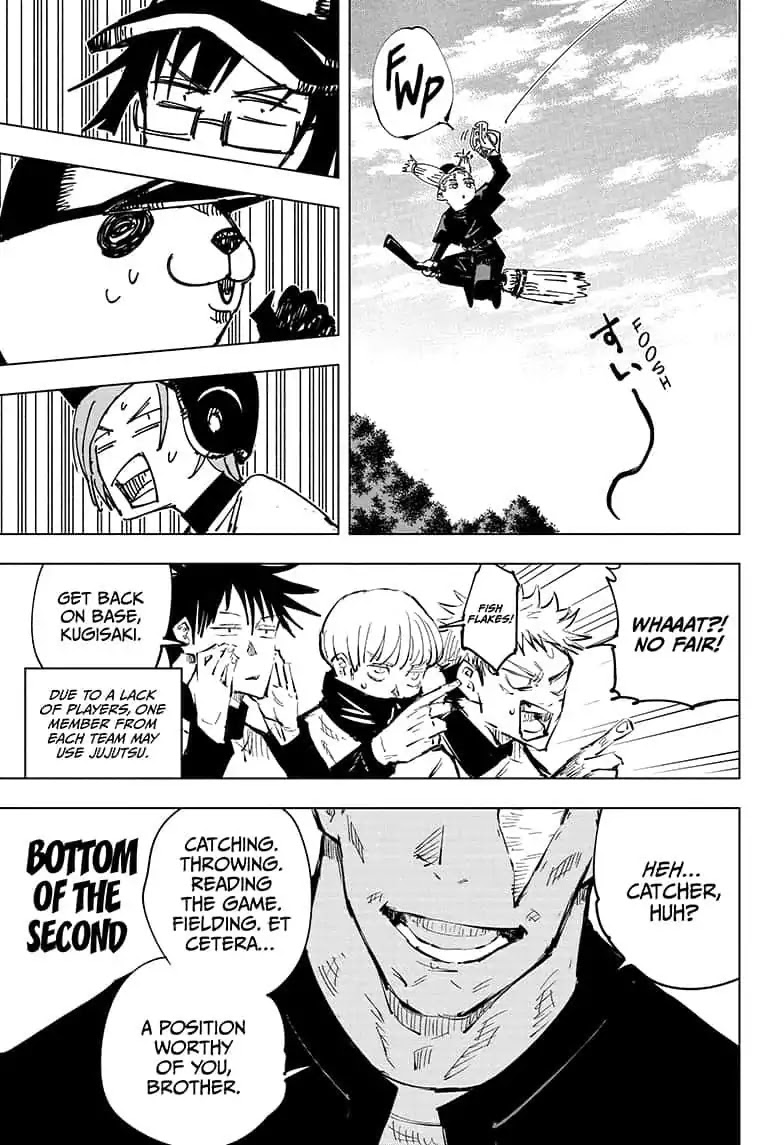 FWP
FOOSH
すい
WHAAAT?!
NO FAIR!
FISH
FLAKES!
GET BACK
ON BASE,
KUGISAKI.
DUE TO A LACK
OF PLAYERS, ONE
MEMBER FROM
EACH TEAM MAY
USE JUJUTSU.
HEH...
CATCHER,
HUH?
CATCHING.
THROWING.
READING
THE GAME.
FIELDING. ET
CETERA...
A POSITION
WORTHY
OF YOU,
BROTHER.
BOTTOM
OF THE
SECOND